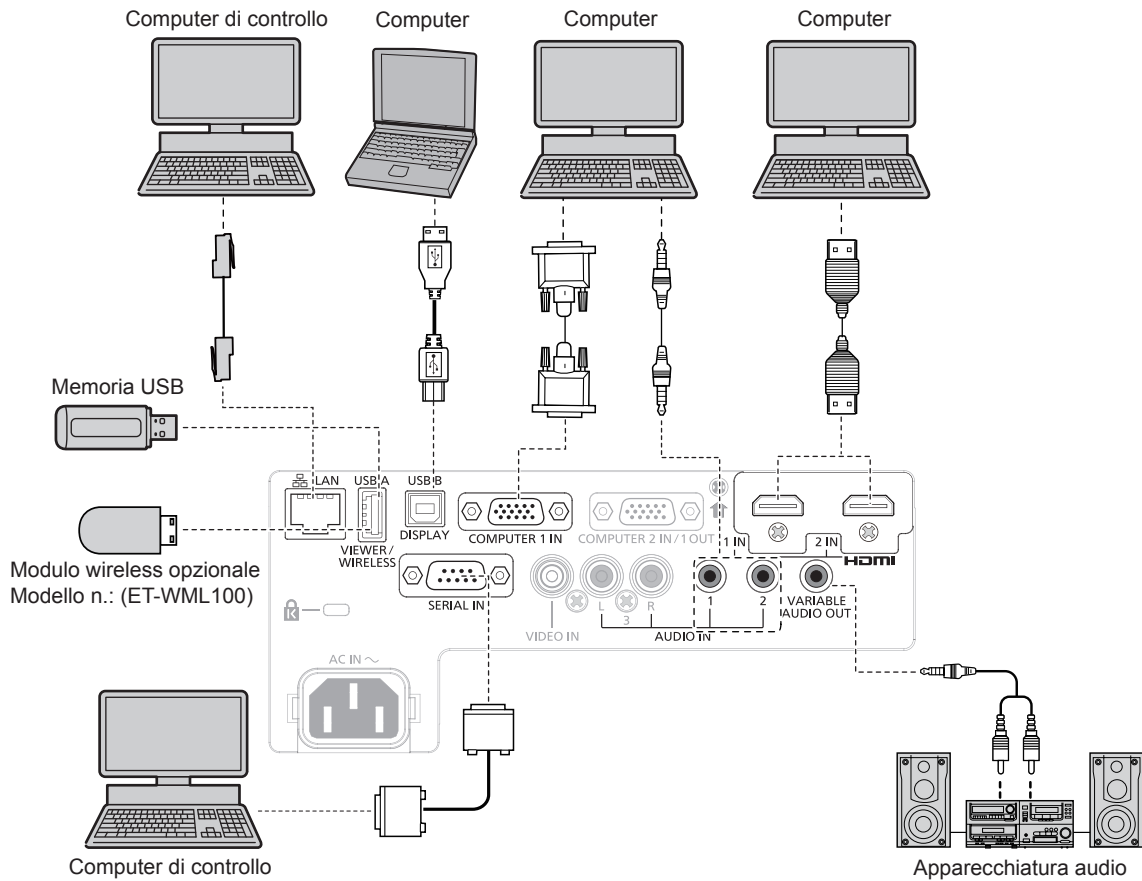 Computer di controllo
Computer
Computer
Computer
Memoria USB
LAN
USB A
USB B
VIEWER /
WIRELESS
DISPLAY
COMPUTER 1 IN
COMPUTER 2 IN / 1 OUT
1 IN
2 IN
HDMI
Modulo wireless opzionale
Modello n.: (ET-WML100)
SERIAL IN
K
VIDEO IN
L
3
R
1
2
AUDIO IN
VARIABLE
AUDIO OUT
AC IN ～
Computer di controllo
Apparecchiatura audio